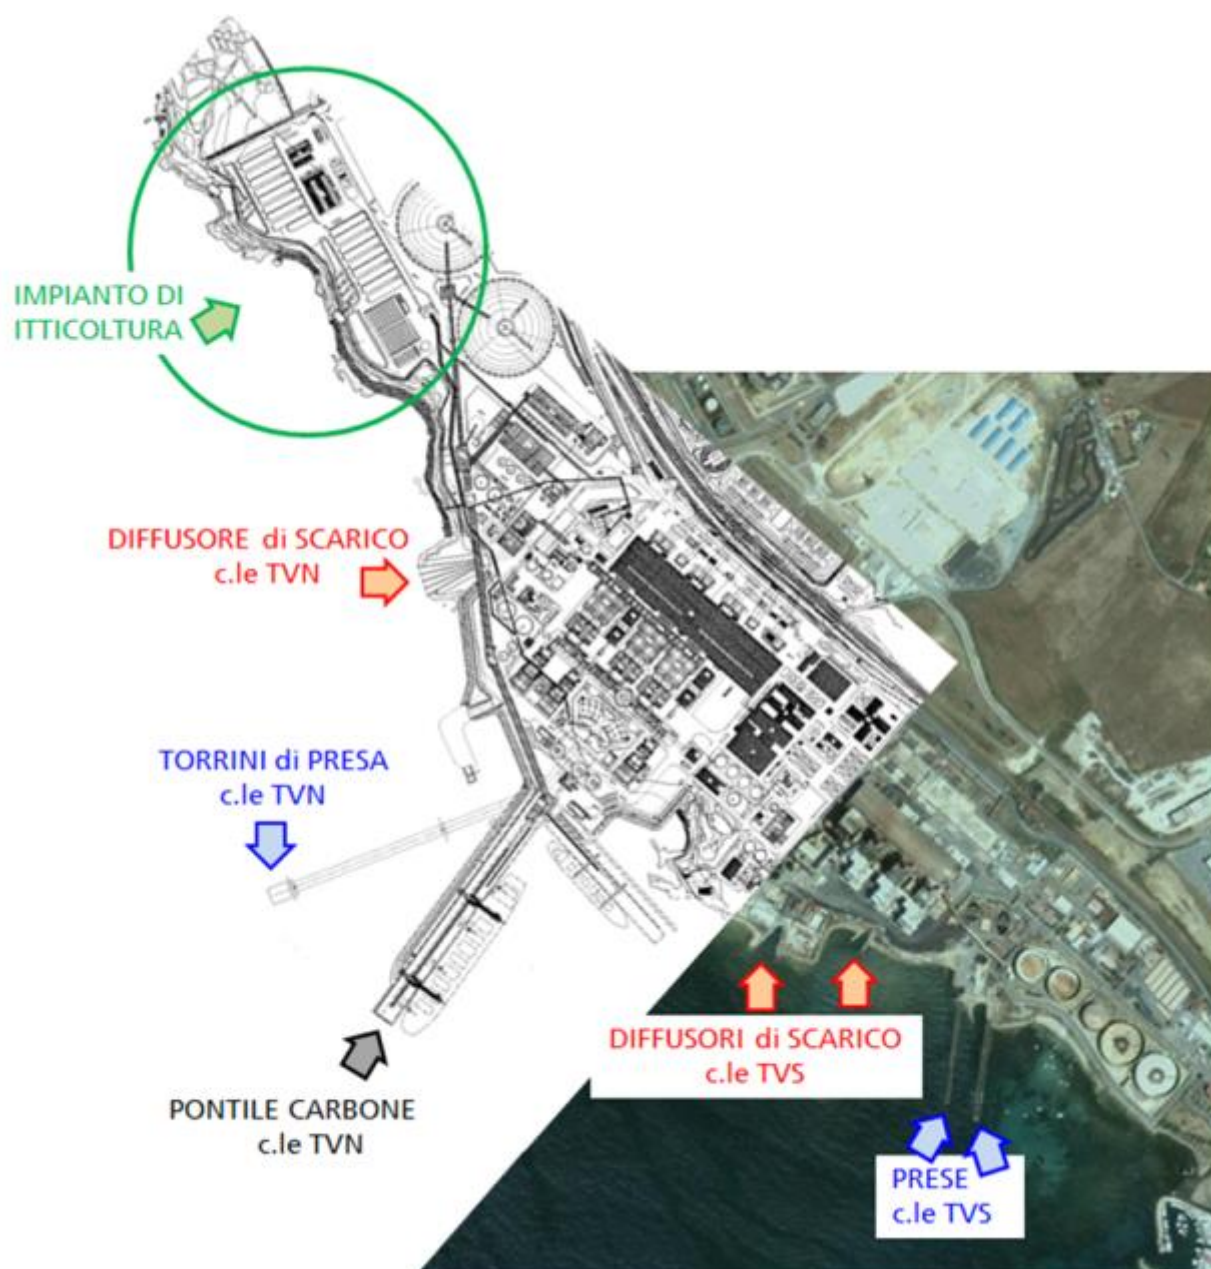 IMPIANTO DI
ITTICOLTURA
DIFFUSORE di SCARICO
c.le TVN
TORRINI di PRESA
c.le TVN
PONTILE CARBONE
c.le TVN
DIFFUSORI di SCARICO
c.le TVS
PRESE
c.le TVS